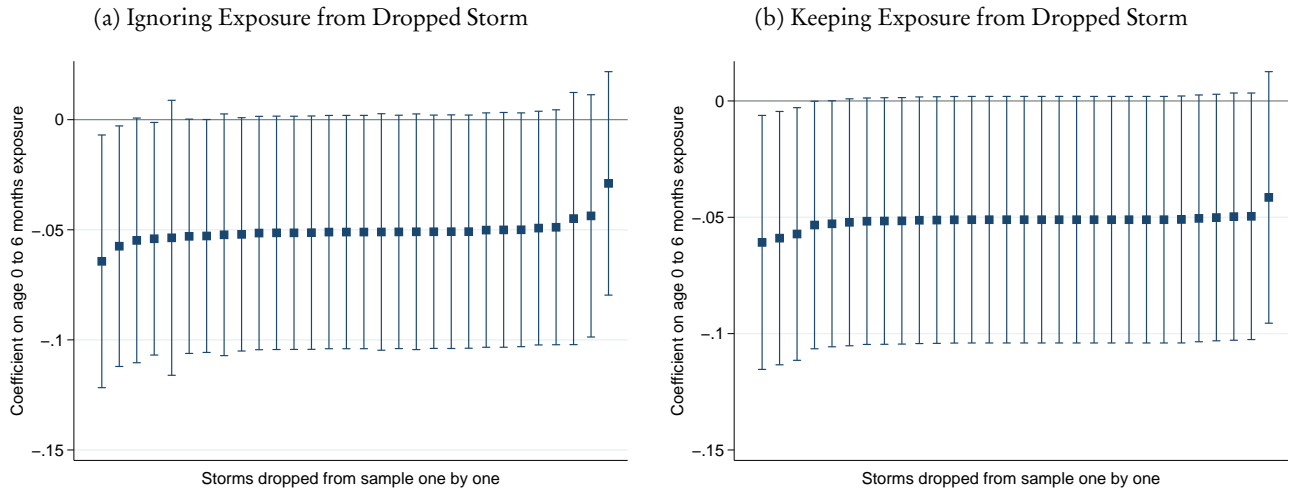 (a) Ignoring Exposure from Dropped Storm
Coefficient on age 0 to 6 months exposure
0
−.05
−.1
−.15
Storms dropped from sample one by one
(b) Keeping Exposure from Dropped Storm
Coefficient on age 0 to 6 months exposure
0
−.05
−.1
−.15
Storms dropped from sample one by one